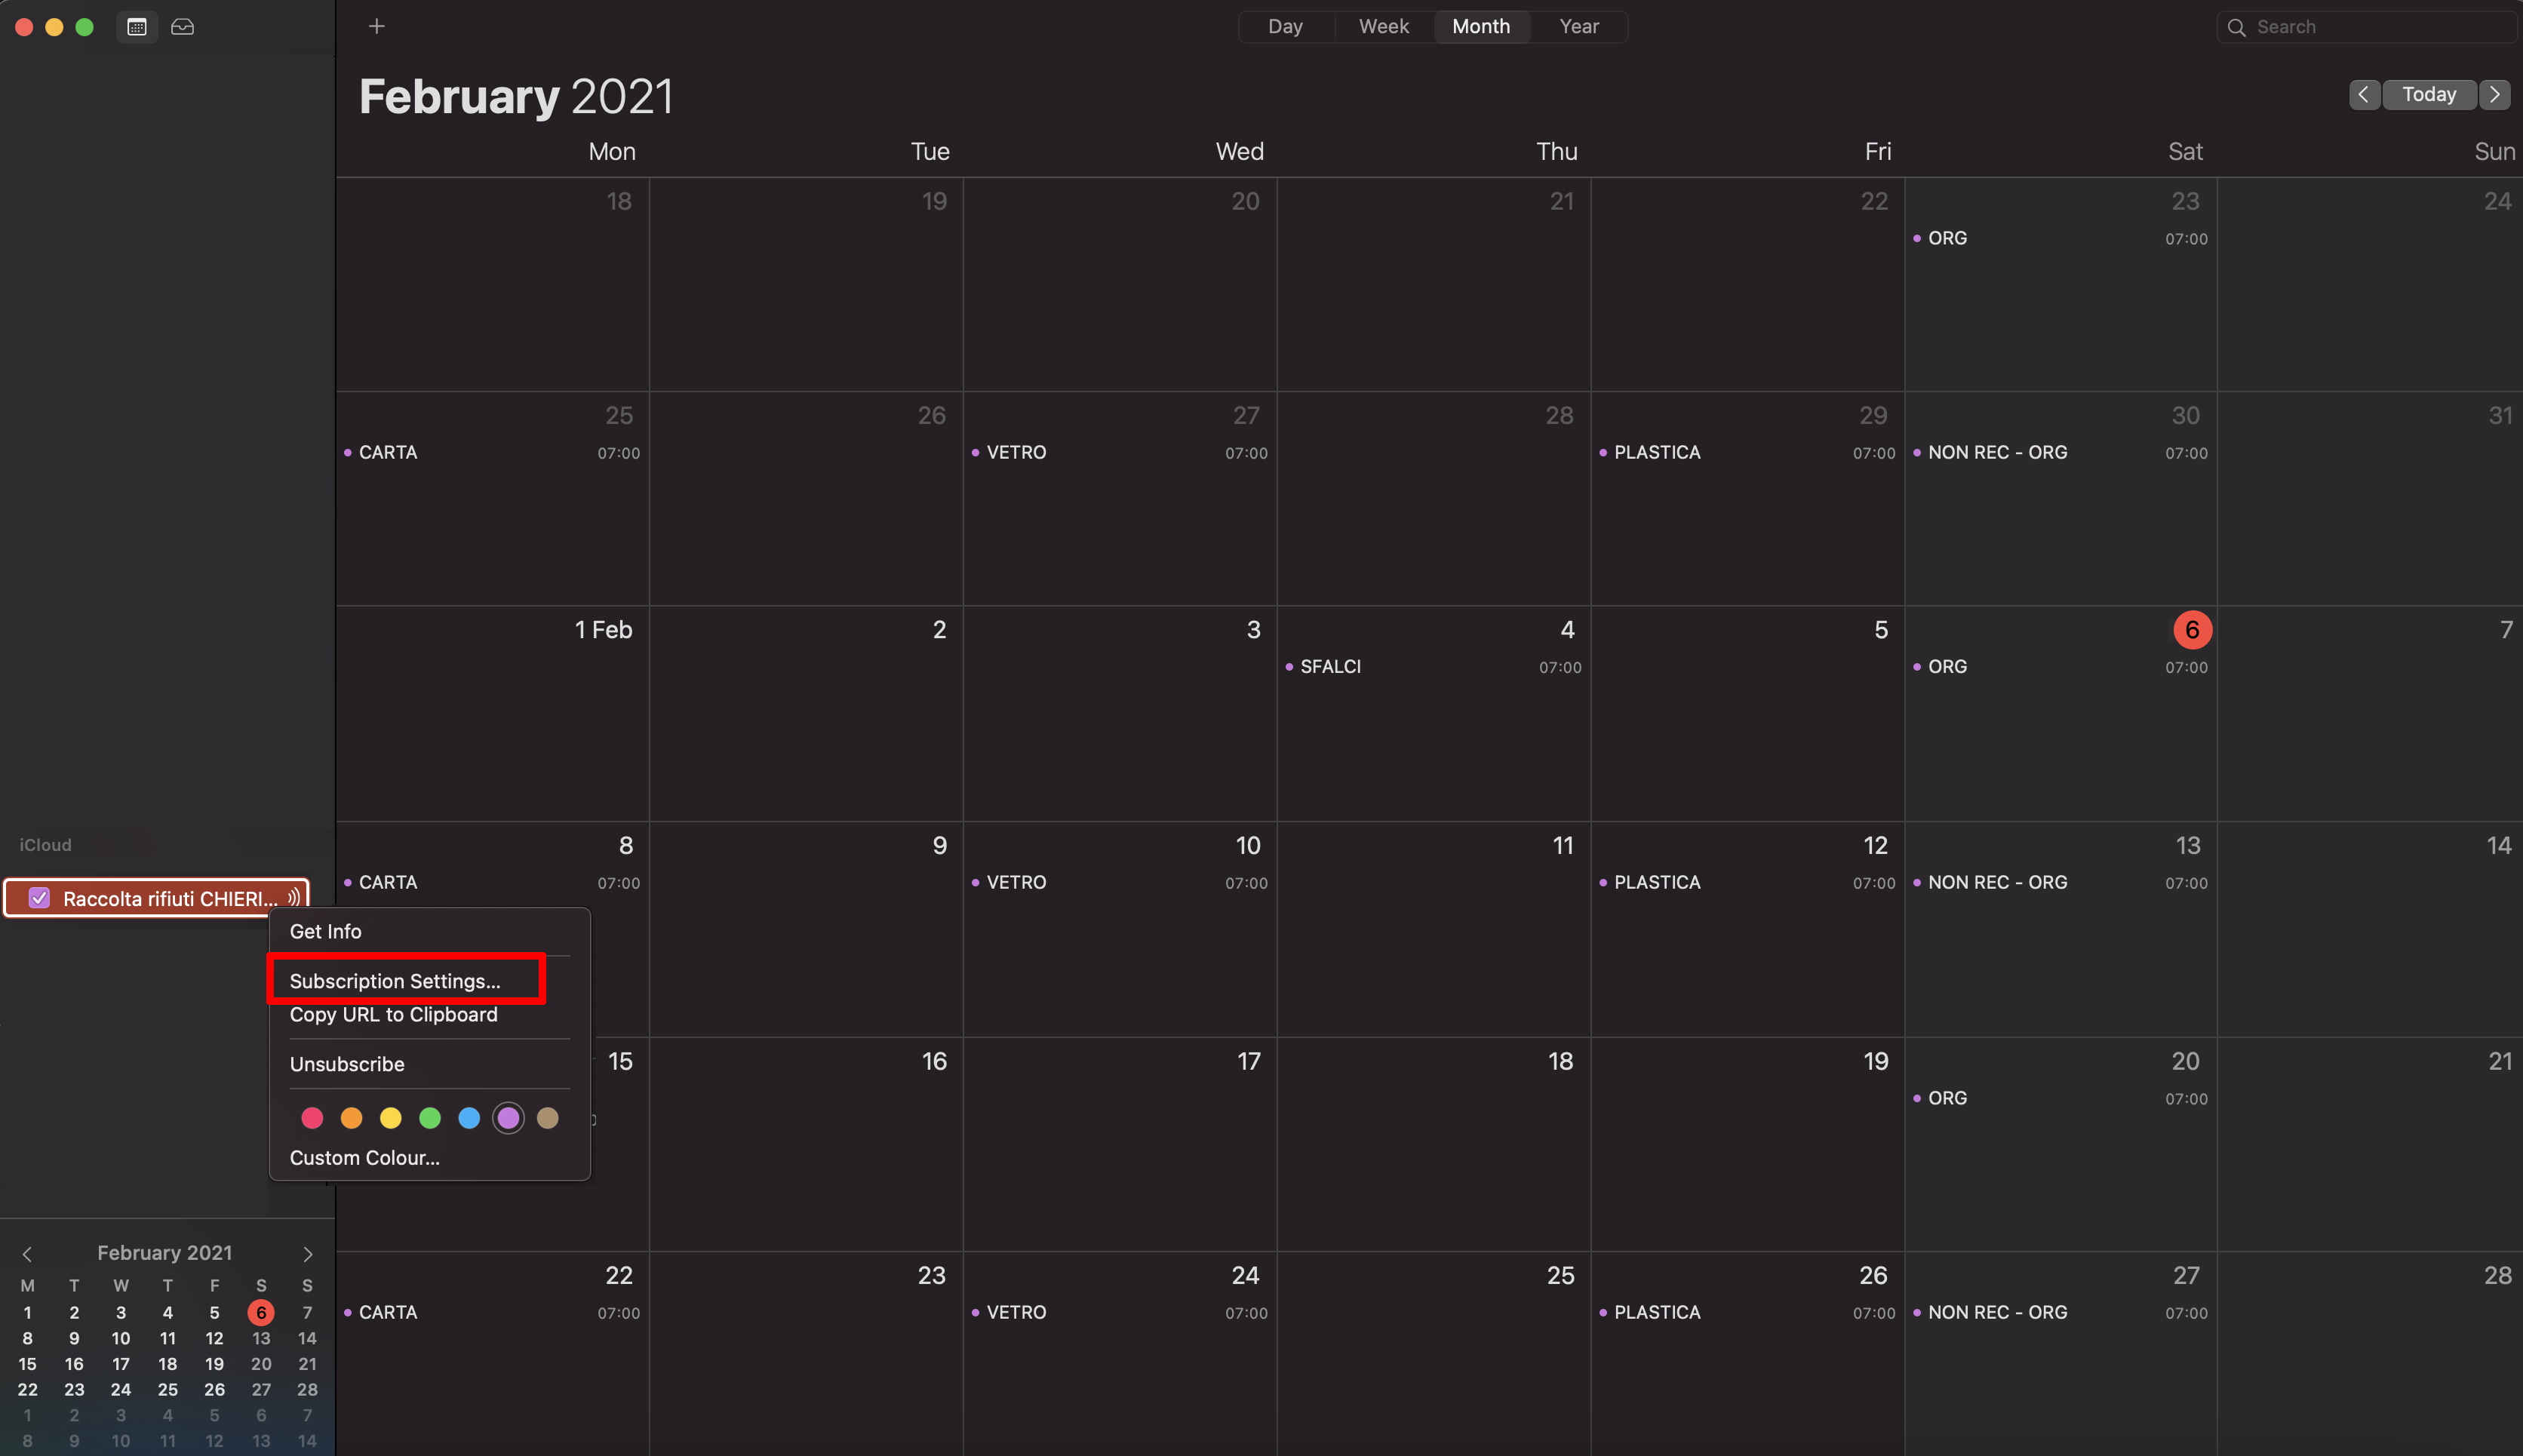 Day Week Month Year
Search
February 2021
Today
Mon Tue Wed Thu Fri Sat Sun
18 19 20 21 22 23 24
ORG 07:00
25 26 27 28 29 30 31
CARTA 07:00 VETRO 07:00 PLASTICA 07:00 NON REC - ORG 07:00
1 Feb 2 3 4 5 6 7
SFALCI 07:00 ORG 07:00
8 9 10 11 12 13 14
CARTA 07:00 VETRO 07:00 PLASTICA 07:00 NON REC - ORG 07:00
15 16 17 18 19 20 21
ORG 07:00
22 23 24 25 26 27 28
CARTA 07:00 VETRO 07:00 PLASTICA 07:00 NON REC - ORG 07:00
iCloud
Raccolta rifiuti CHIERI...
Get Info
Subscription Settings...
Copy URL to Clipboard
Unsubscribe
Custom Colour...
February 2021
M T W T F S S
1 2 3 4 5 6 7
8 9 10 11 12 13 14
15 16 17 18 19 20 21
22 23 24 25 26 27 28
1 2 3 4 5 6 7
8 9 10 11 12 13 14